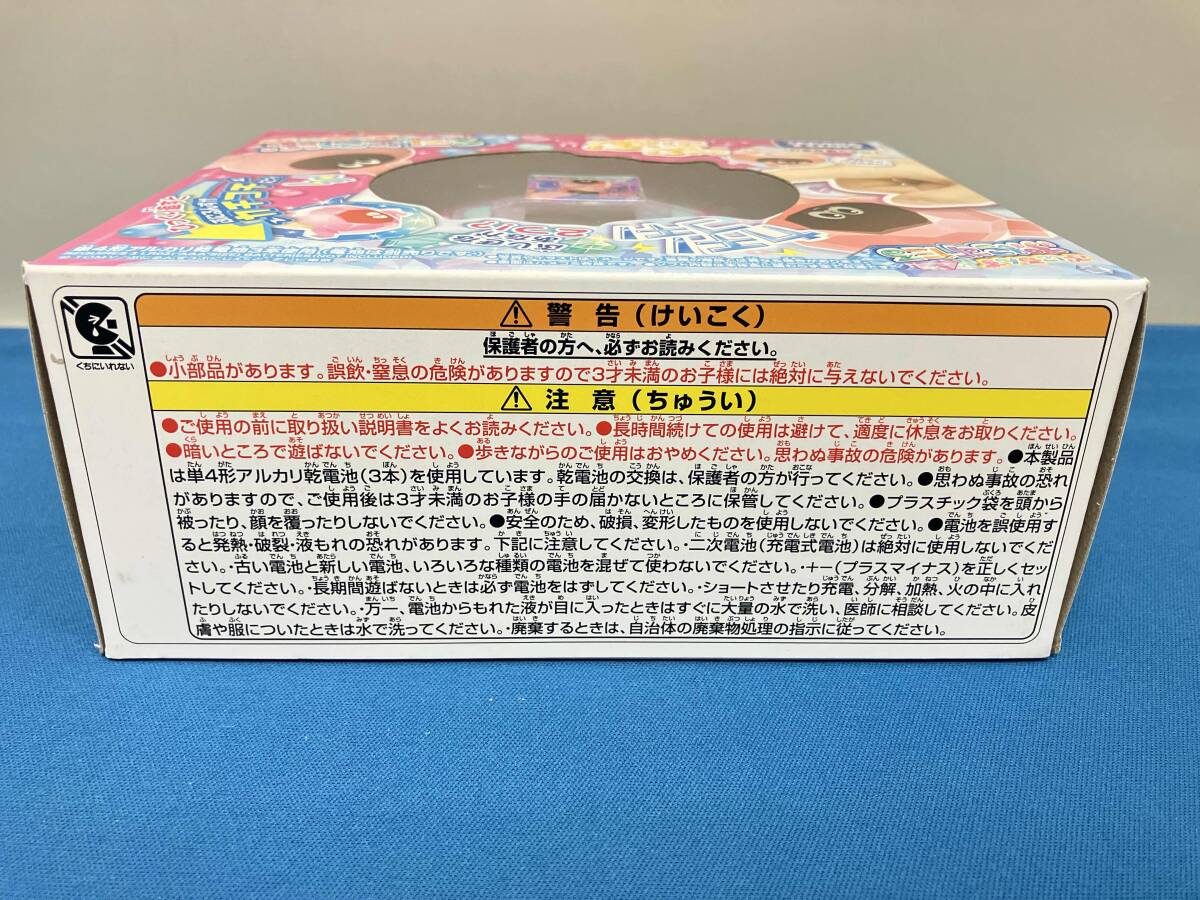 くちにいれない
警告(けいこく)
保護者の方へ、必ずお読みください。
●小部品があります。誤飲・窒息の危険がありますので3才未満のお子様には絶対に与えないでください。
注意(ちゅうい)
●ご使用の前に取り扱い説明書をよくお読みください。●長時間続けての使用は避けて、適度に休息をお取りください。
●暗いところで遊ばないでください。●歩きながらのご使用はおやめください。思わぬ事故の危険があります。●本製品
は単4形アルカリ乾電池(3本)を使用しています。乾電池の交換は、保護者の方が行ってください。●思わぬ事故の恐れ
がありますので、ご使用後は3才未満のお子様の手の届かないところに保管してください。●プラスチック袋を頭から
被ったり、顔を覆ったりしないでください。●安全のため、破損、変形したものを使用しないでください。●電池を誤使用す
ると発熱・破裂・液もれの恐れがあります。下記に注意してください。・二次電池(充電式電池)は絶対に使用しないでくだ
さい。・古い電池と新しい電池、いろいろな種類の電池を混ぜて使わないでください。・+-(プラスマイナス)を正しくセッ
トしてください。・長期間遊ばないときは必ず電池をはずしてください。・ショートさせたり充電、分解、加熱、火の中に入れ
たりしないでください。・万一、電池からもれた液が目に入ったときはすぐに大量の水で洗い、医師に相談してください。皮
膚や服についたときは水で洗ってください。・廃棄するときは、自治体の廃棄物処理の指示に従ってください。